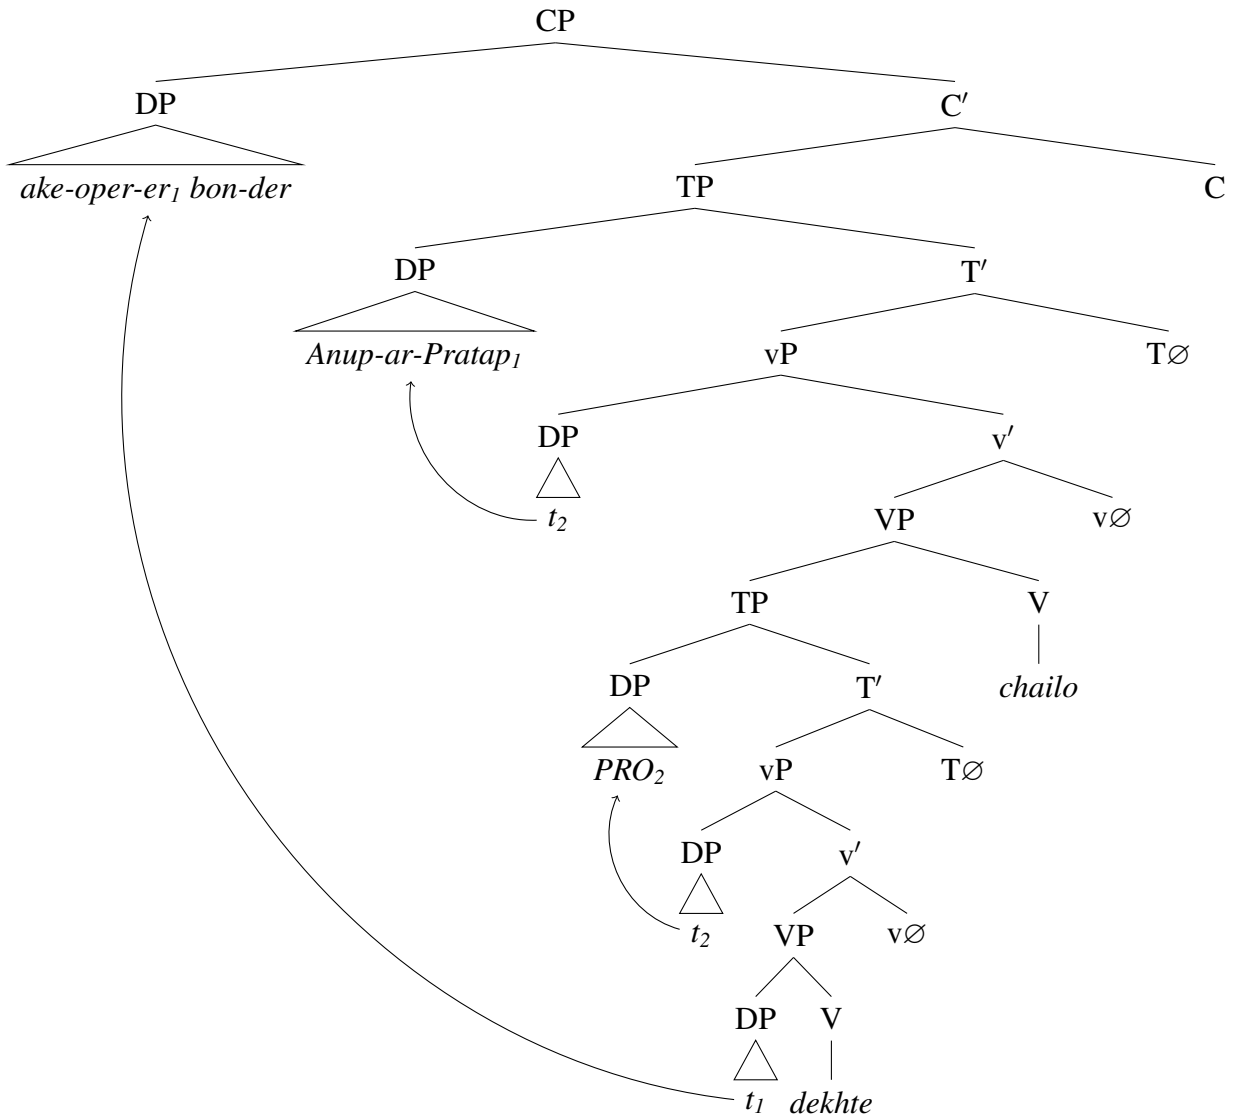 CP
DP C′
ake-oper-er₁ bon-der TP C
DP T′
Anup-ar-Pratap₁ vP T∅
DP v′
t₂ VP v∅
TP V
DP T′ chailo
PRO₂ vP T∅
DP v′
t₂ VP v∅
DP V
t₁ dekhte